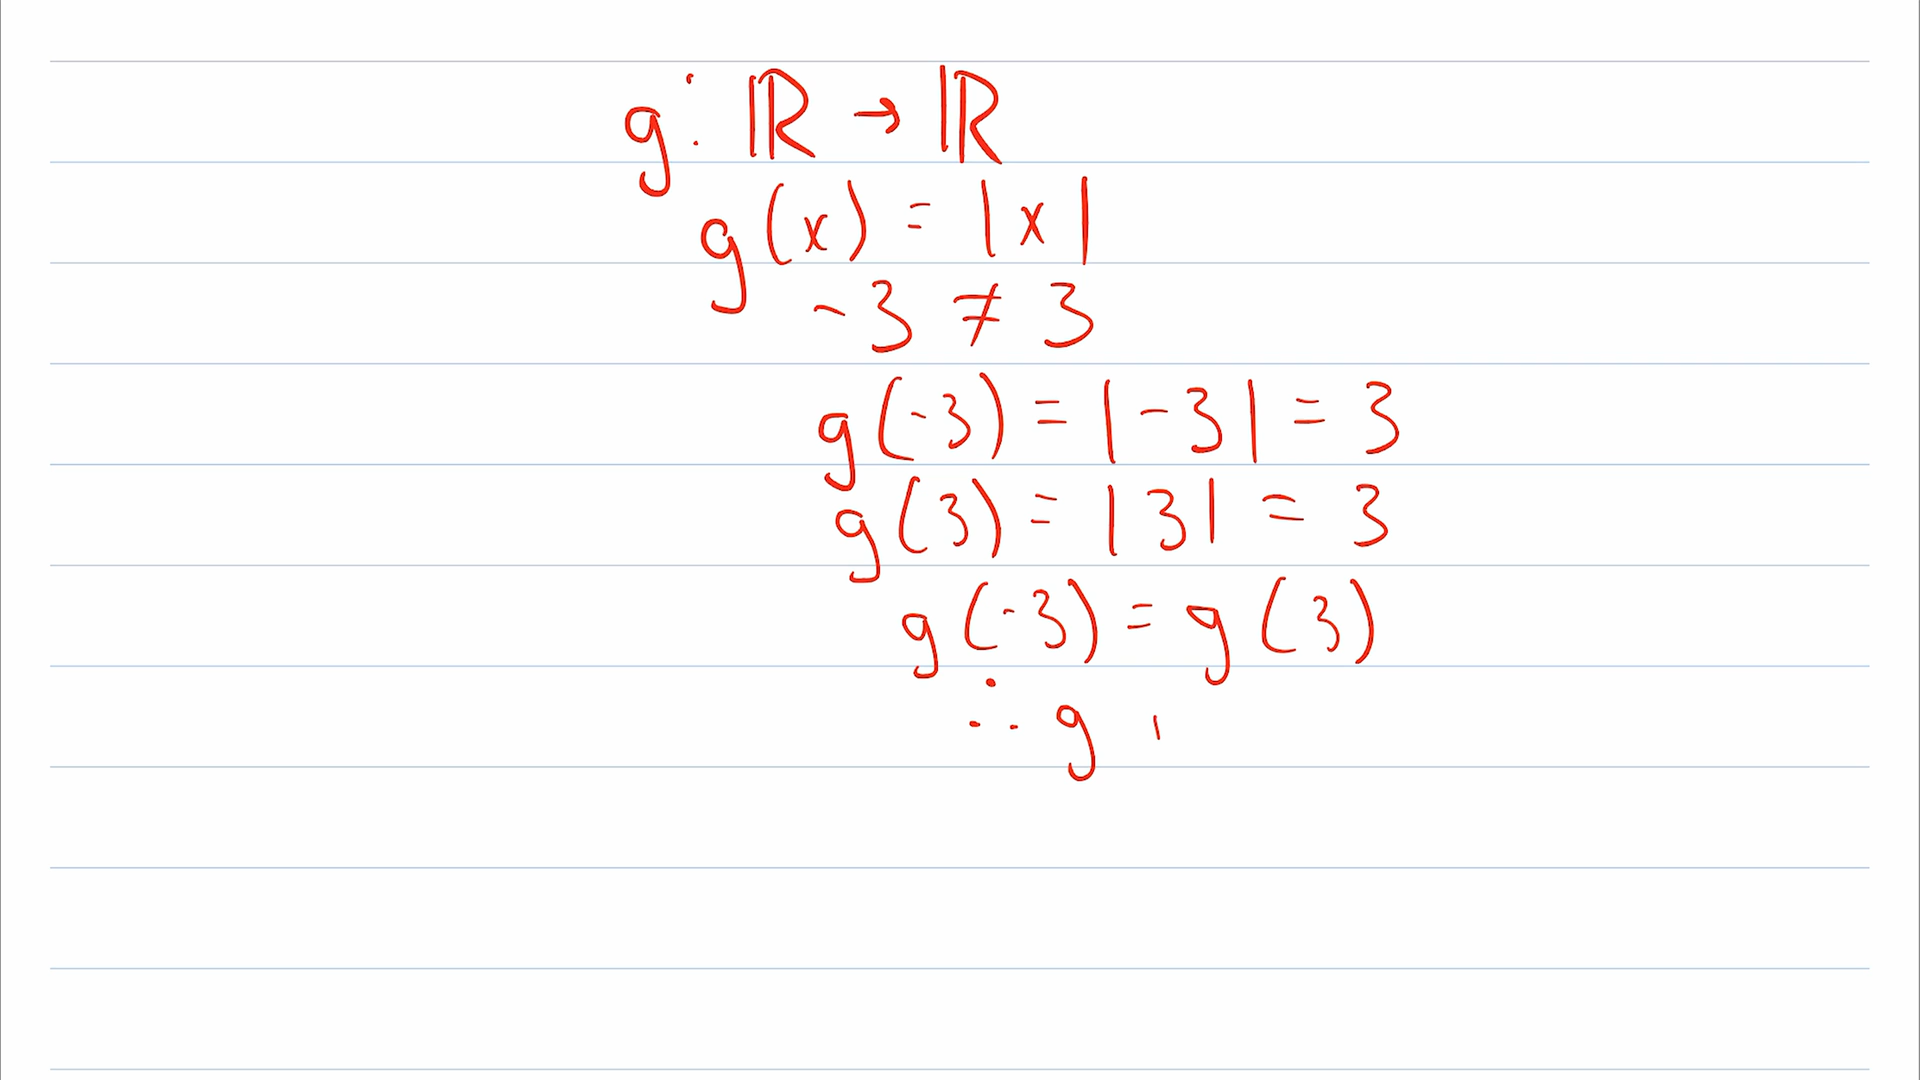 g: ℝ → ℝ
g(x) = |x|
-3 ≠ 3
g(-3) = |-3| = 3
g(3) = |3| = 3
g(-3) = g(3)
∴ g